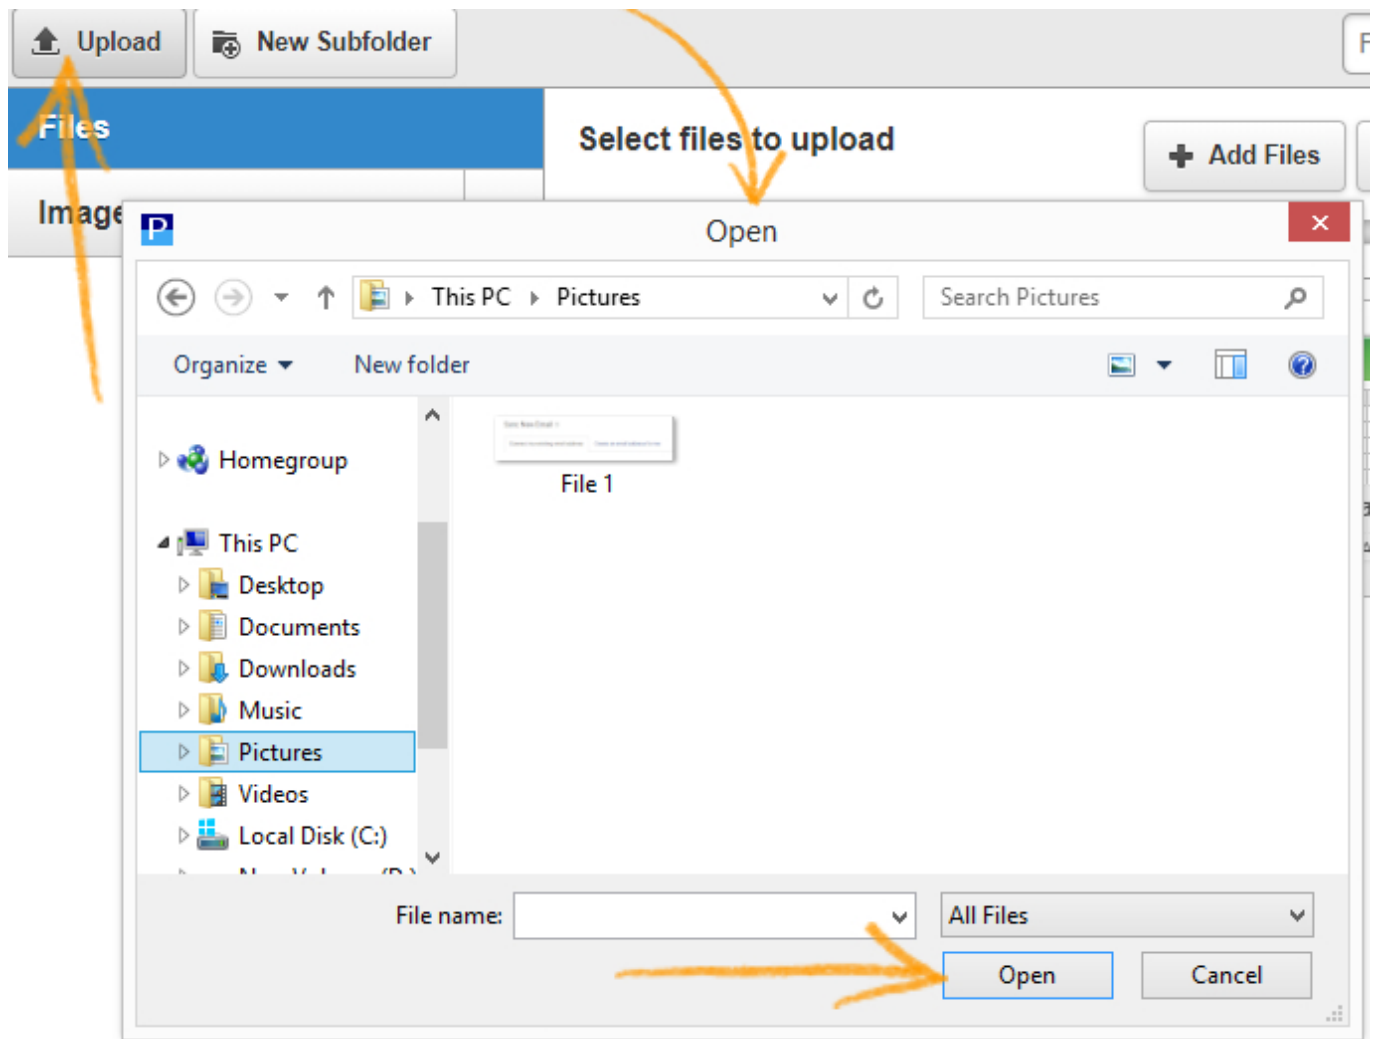 Upload New Subfolder
F
Files
Select files to upload
Add Files
Image
P Open
This PC Pictures
Search Pictures
Organize New folder
Homegroup
File 1
This PC
Desktop
Documents
Downloads
Music
Pictures
Videos
Local Disk (C:)
File name: All Files
Open Cancel